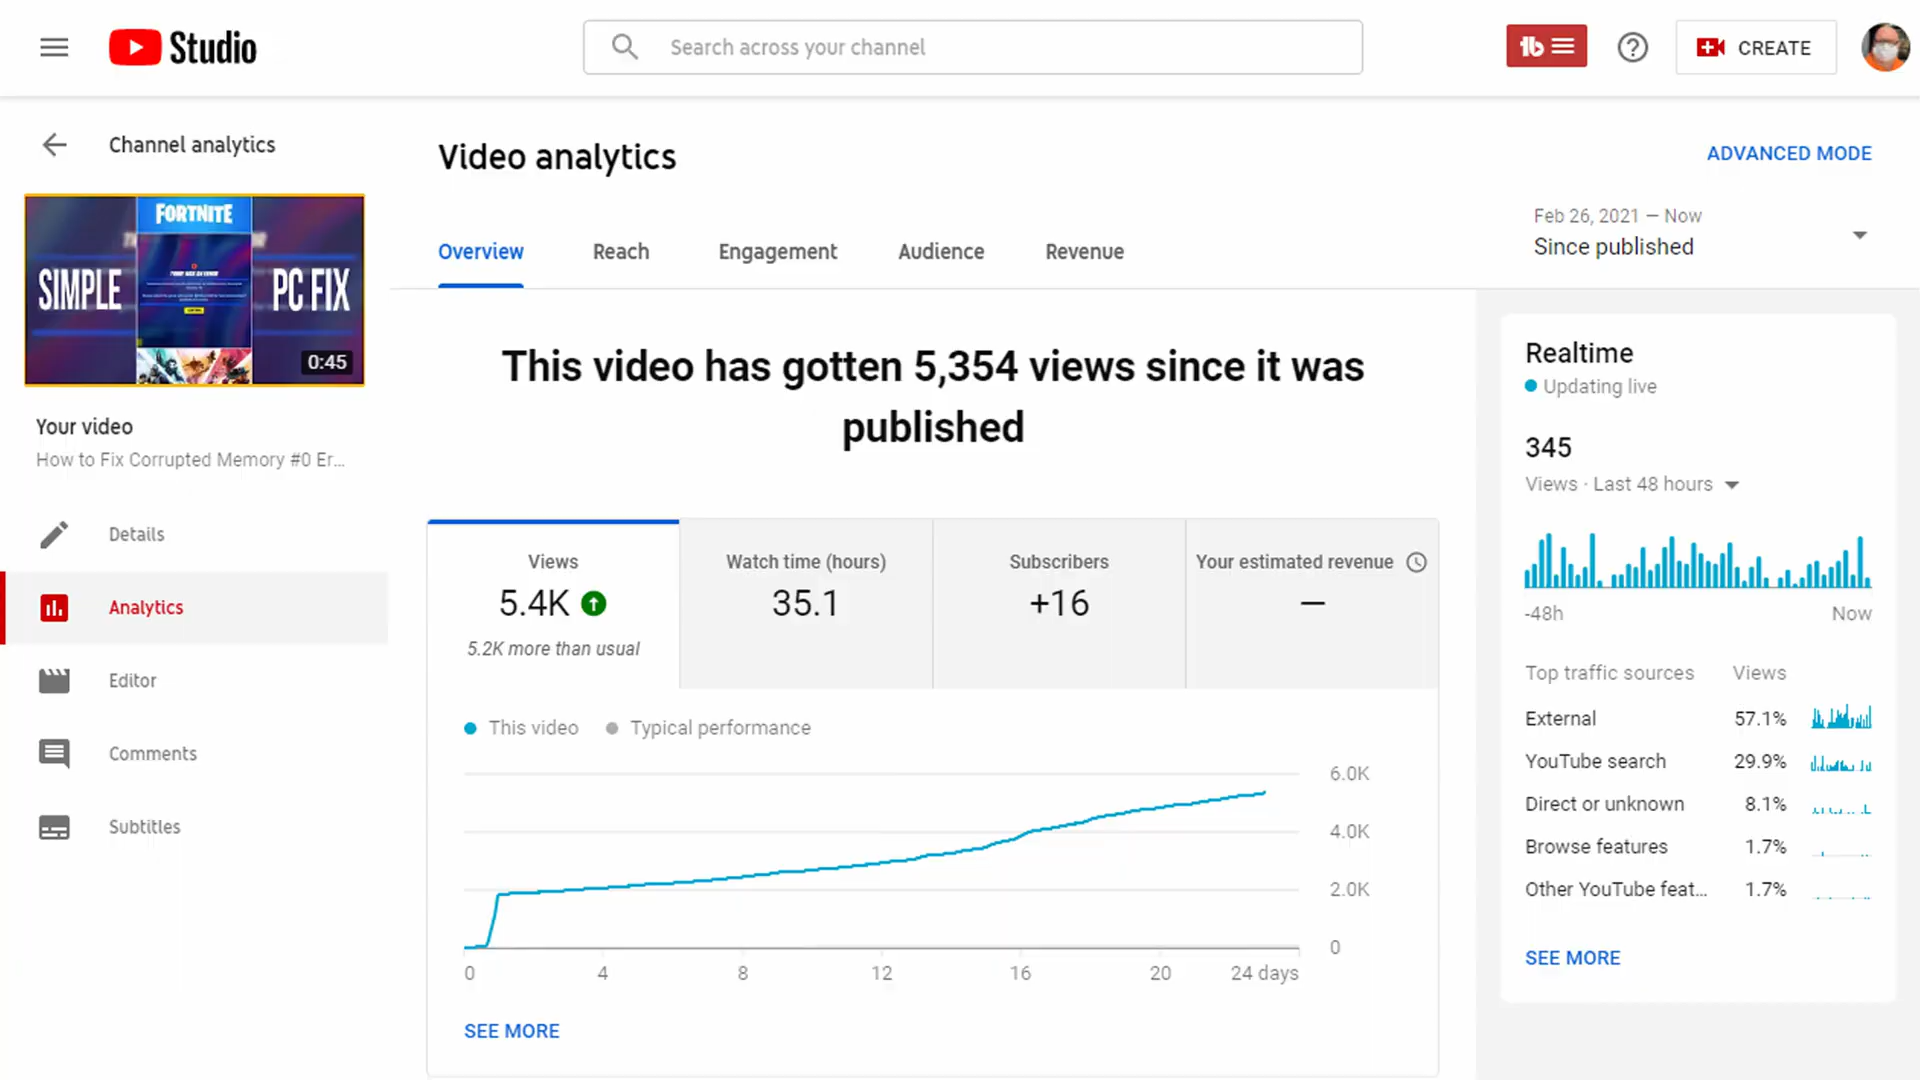 Studio
Search across your channel
CREATE
Channel analytics
FORTNITE
SIMPLE
PC FIX
0:45
Your video
How to Fix Corrupted Memory #0 Er...
Details
Analytics
Editor
Comments
Subtitles
Video analytics
ADVANCED MODE
Overview
Reach
Engagement
Audience
Revenue
Feb 26, 2021 – Now
Since published
This video has gotten 5,354 views since it was
published
Views
5.4K
5.2K more than usual
Watch time (hours)
35.1
Subscribers
+16
Your estimated revenue
—
This video
Typical performance
6.0K
4.0K
2.0K
0
0
4
8
12
16
20
24 days
SEE MORE
Realtime
Updating live
345
Views · Last 48 hours
-48h
Now
Top traffic sources
Views
External
57.1%
YouTube search
29.9%
Direct or unknown
8.1%
Browse features
1.7%
Other YouTube feat...
1.7%
SEE MORE